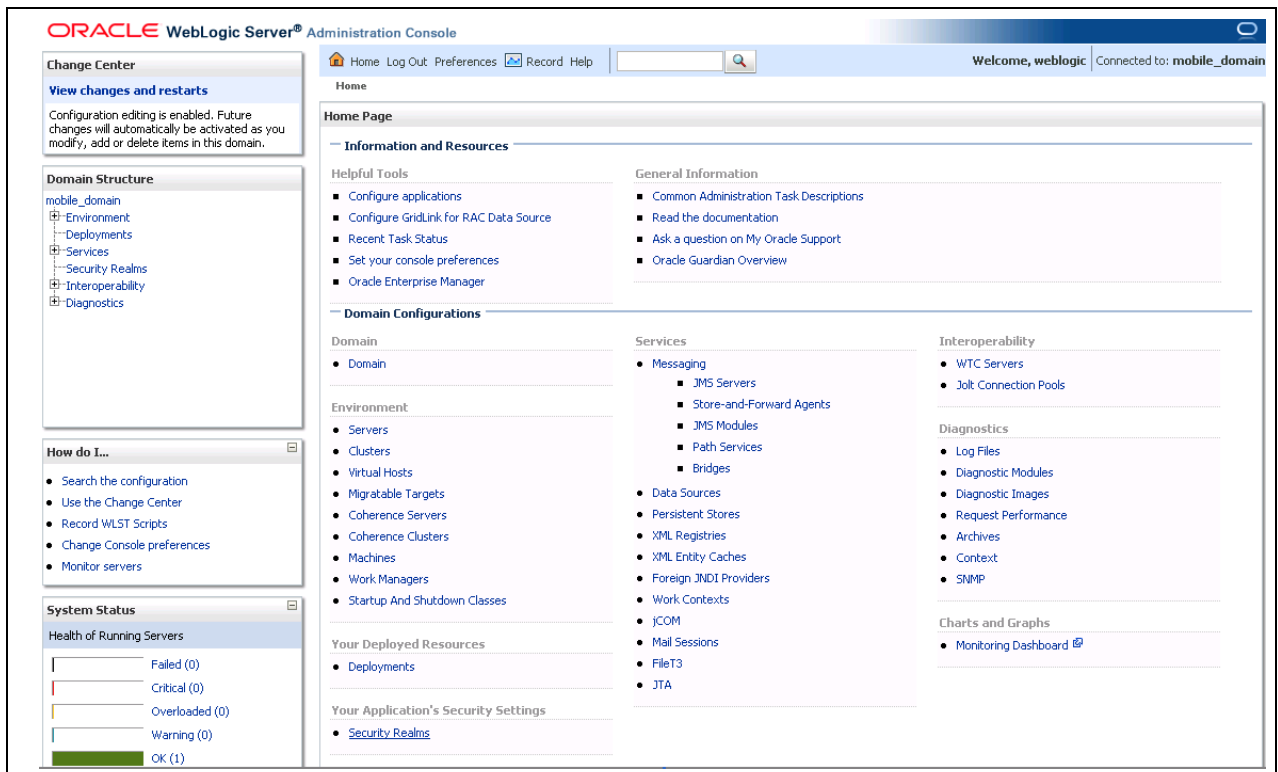 ORACLE WebLogic Server® Administration Console
Change Center
View changes and restarts
Configuration editing is enabled. Future
changes will automatically be activated as you
modify, add or delete items in this domain.
Domain Structure
mobile_domain
Environment
Deployments
Services
Security Realms
Interoperability
Diagnostics
How do I...
Search the configuration
Use the Change Center
Record WLST Scripts
Change Console preferences
Monitor servers
System Status
Health of Running Servers
Failed (0)
Critical (0)
Overloaded (0)
Warning (0)
OK (1)
Home Log Out Preferences Record Help
Welcome, weblogic Connected to: mobile_domain
Home
Home Page
Information and Resources
Helpful Tools
Configure applications
Configure GridLink for RAC Data Source
Recent Task Status
Set your console preferences
Oracle Enterprise Manager
General Information
Common Administration Task Descriptions
Read the documentation
Ask a question on My Oracle Support
Oracle Guardian Overview
Domain Configurations
Domain
Domain
Environment
Servers
Clusters
Virtual Hosts
Migratable Targets
Coherence Servers
Coherence Clusters
Machines
Work Managers
Startup And Shutdown Classes
Your Deployed Resources
Deployments
Your Application's Security Settings
Security Realms
Services
Messaging
JMS Servers
Store-and-Forward Agents
JMS Modules
Path Services
Bridges
Data Sources
Persistent Stores
XML Registries
XML Entity Caches
Foreign JNDI Providers
Work Contexts
jCOM
Mail Sessions
FileT3
JTA
Interoperability
WTC Servers
Jolt Connection Pools
Diagnostics
Log Files
Diagnostic Modules
Diagnostic Images
Request Performance
Archives
Context
SNMP
Charts and Graphs
Monitoring Dashboard